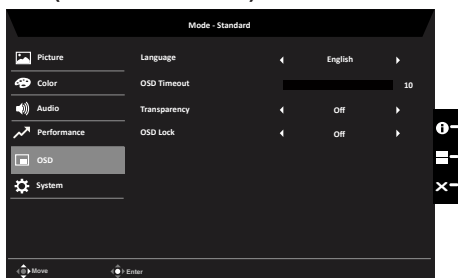 Mode - Standard
Picture Language English
Color OSD Timeout 10
Audio Transparency Off
Performance OSD Lock Off
OSD
System
Move Enter